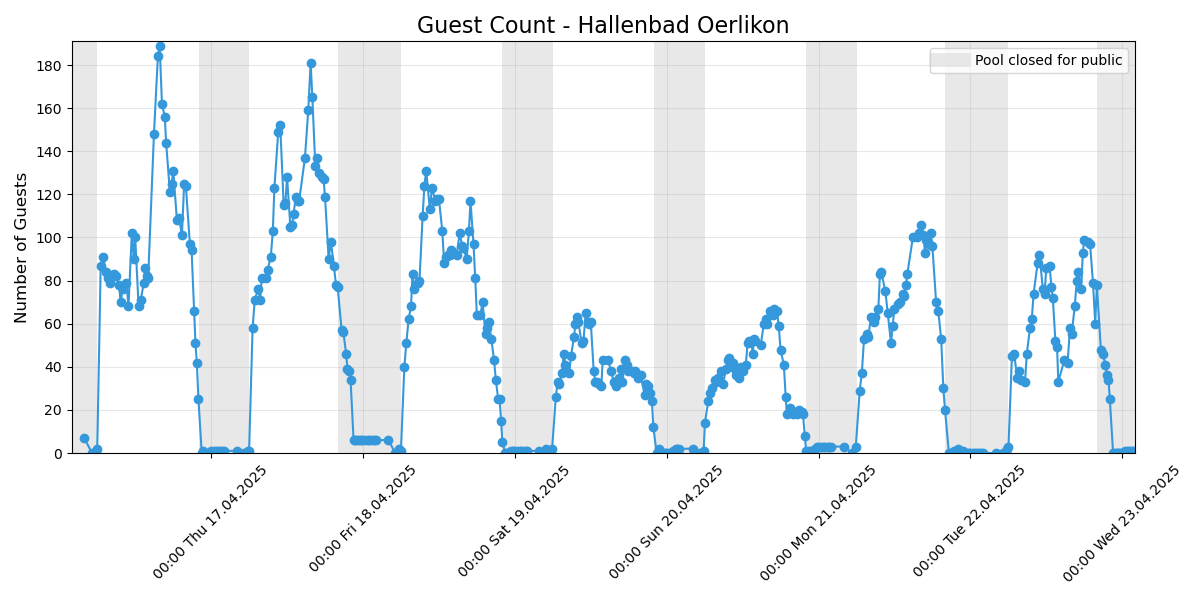 Guest Count - Hallenbad Oerlikon
Pool closed for public
Number of Guests
180
160
140
120
100
80
60
40
20
0
00:00 Thu 17.04.2025
00:00 Fri 18.04.2025
00:00 Sat 19.04.2025
00:00 Sun 20.04.2025
00:00 Mon 21.04.2025
00:00 Tue 22.04.2025
00:00 Wed 23.04.2025